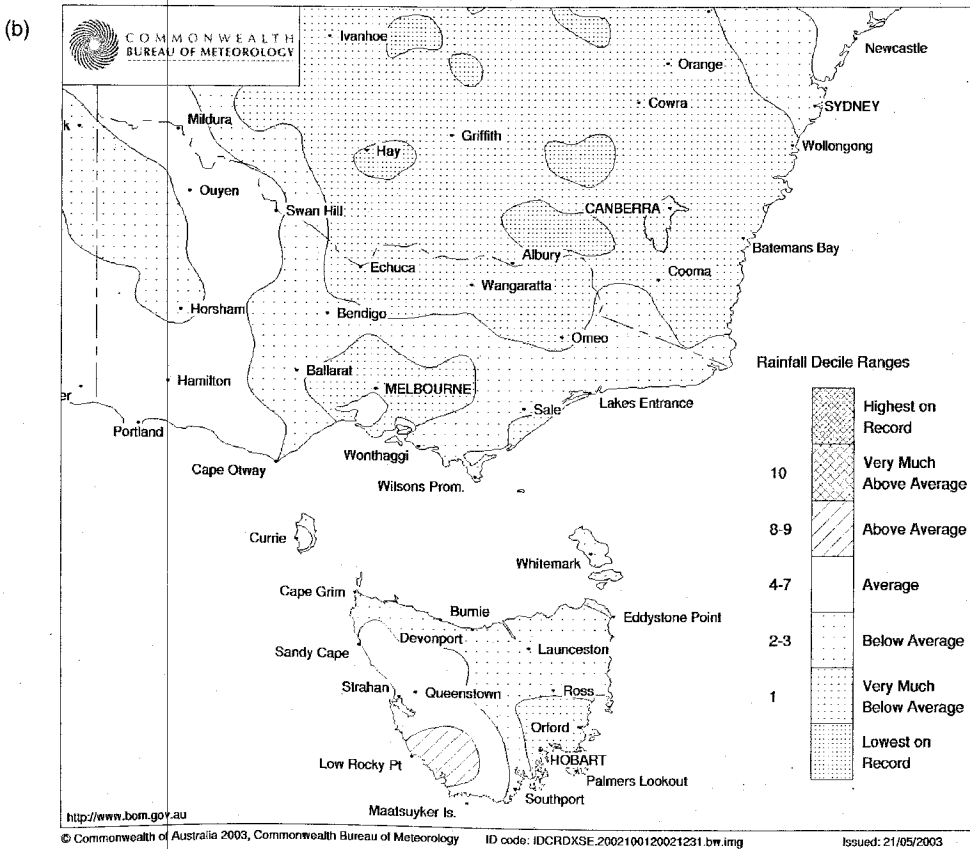 (b)
COMMONWEALTH
BUREAU OF METEOROLOGY
Ivanhoe
Newcastle
Orange
Cowra
SYDNEY
k
Mildura
Griffith
Hay
Wollongong
Ouyen
Swan Hill
CANBERRA
Batemans Bay
Albury
Echuca
Cooma
Wangaratta
Horsham
Bendigo
Omeo
Rainfall Decile Ranges
Ballarat
Hamilton
MELBOURNE
er
Lakes Entrance
Sale
Highest on
Record
Portland
Wonthaggi
Cape Otway
Wilsons Prom.
10
Very Much
Above Average
8-9
Above Average
Currie
Whitemark
4-7
Average
Cape Grim
Burnie
Eddystone Point
Devonport
2-3
Below Average
Sandy Cape
Launceston
Strahan
Queenstown
Ross
1
Very Much
Below Average
Orford
HOBART
Low Rocky Pt
Lowest on
Record
Palmers Lookout
Southport
Maatsuyker Is.
http://www.bom.gov.au
© Commonwealth of Australia 2003, Commonwealth Bureau of Meteorology
ID code: IDCRDXSE.2002100120021231.bw.img
Issued: 21/05/2003